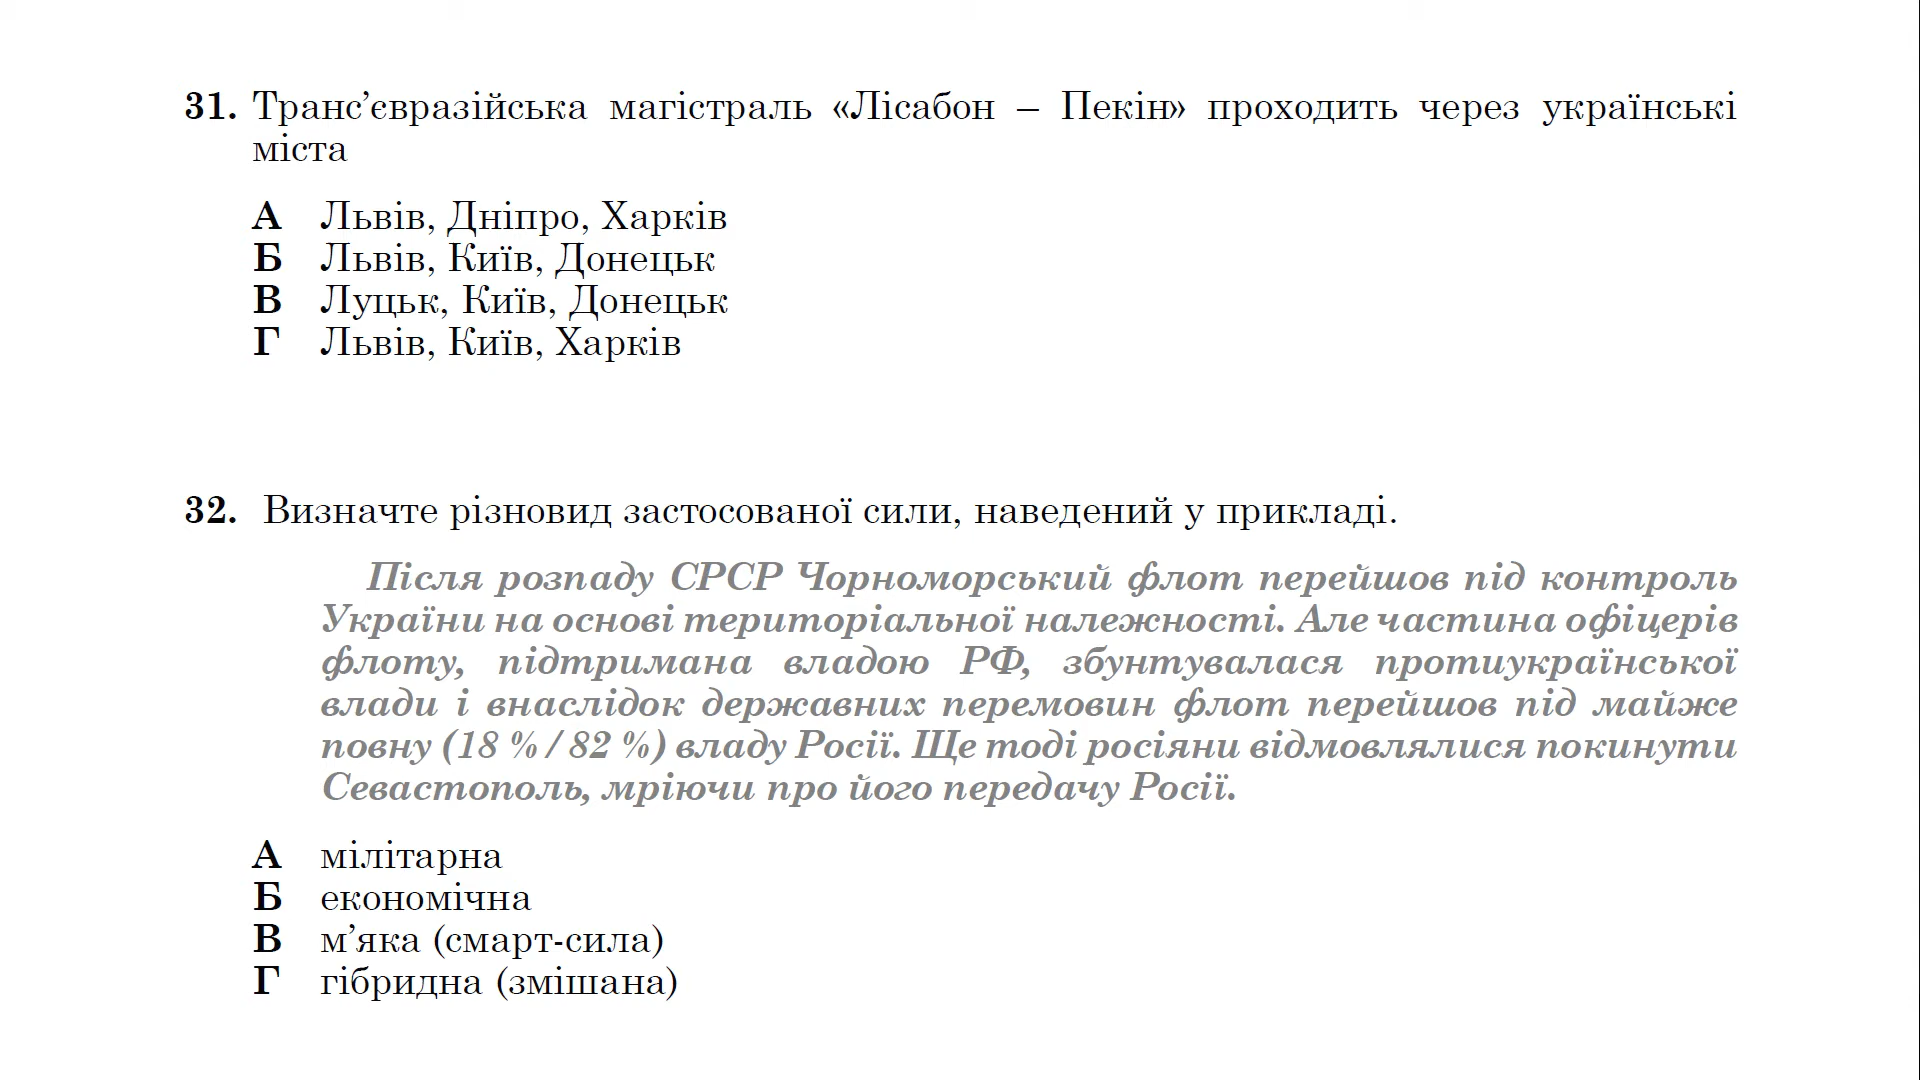 31. Транс’євразійська магістраль «Лісабон – Пекін» проходить через українські
міста
А Львів, Дніпро, Харків
Б Львів, Київ, Донецьк
В Луцьк, Київ, Донецьк
Г Львів, Київ, Харків
32. Визначте різновид застосованої сили, наведений у прикладі.
Після розпаду СРСР Чорноморський флот перейшов під контроль
України на основі територіальної належності. Але частина офіцерів
флоту, підтримана владою РФ, збунтувалася протиукраїнської
влади і внаслідок державних перемовин флот перейшов під майже
повну (18 % / 82 %) владу Росії. Ще тоді росіяни відмовлялися покинути
Севастополь, мріючи про його передачу Росії.
А мілітарна
Б економічна
В м’яка (смарт-сила)
Г гібридна (змішана)